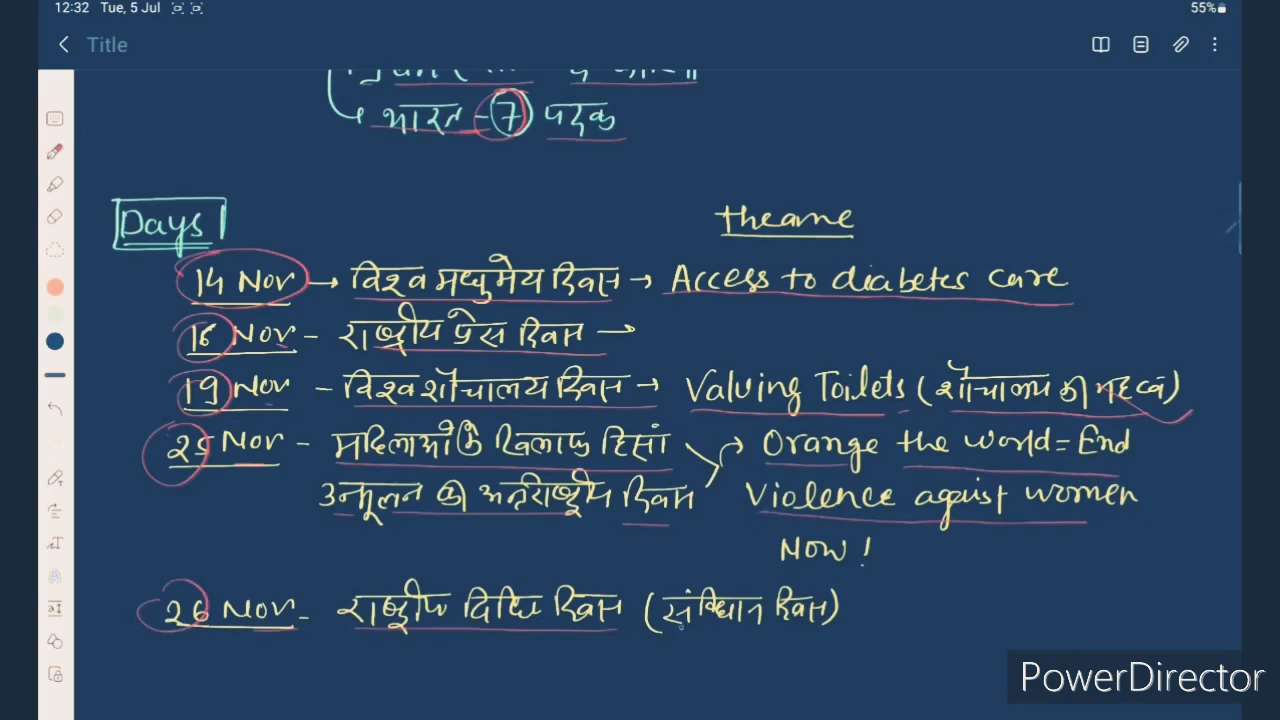 12:32 Tue, 5 Jul 55%
Title
भारत - 7 पदक
Days theame
14 Nov → विश्व मधुमेय दिवस → Access to diabetes care
16 Nov - राष्ट्रीय प्रेस दिवस →
19 Nov - विश्व शौचालय दिवस → Valuing Toilets (शौचालय का महत्व)
25 Nov - महिलाओं के खिलाफ हिसां → Orange the world = End
उन्मूलन का अर्न्तराष्ट्रीय दिवस Violence against women
Now !
26 Nov - राष्ट्रीय विधि दिवस (संविधान दिवस)
PowerDirector